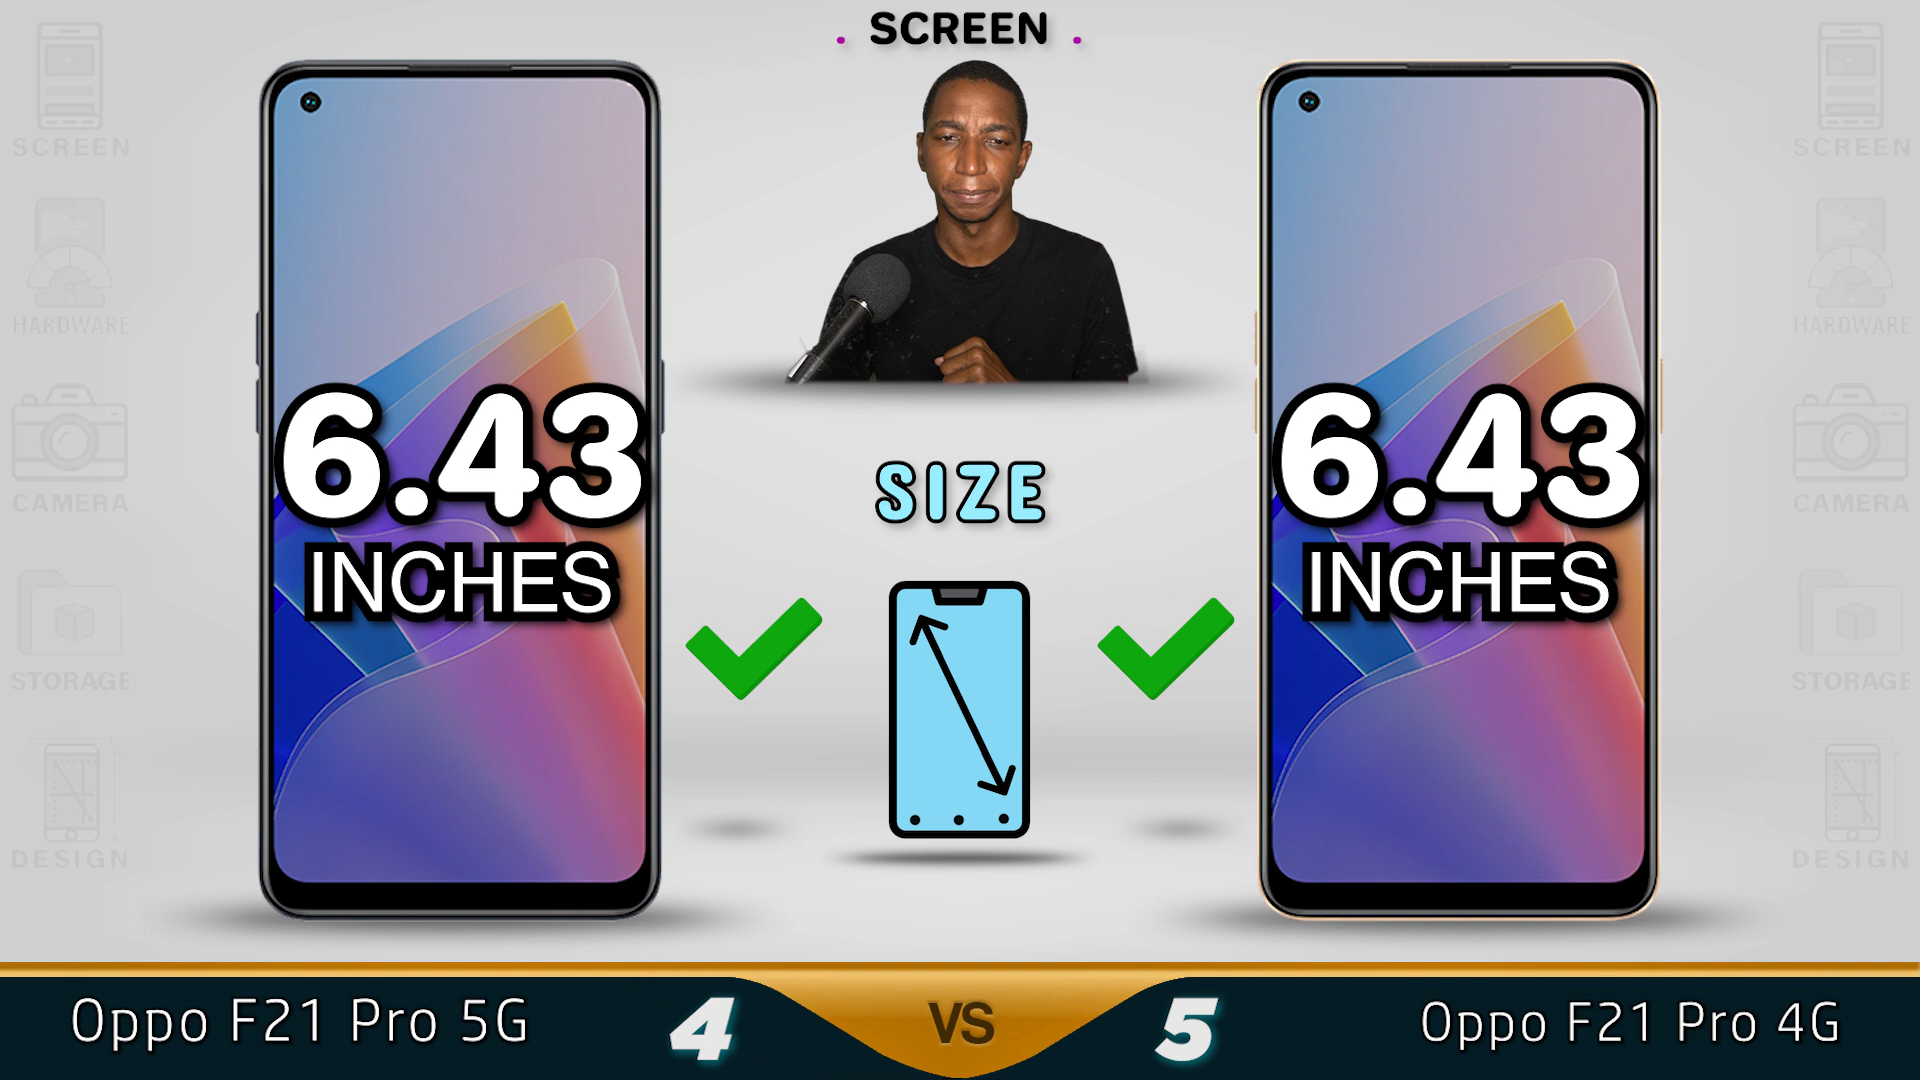 . SCREEN .
SCREEN
HARDWARE
CAMERA
STORAGE
DESIGN
6.43
INCHES
SIZE
6.43
INCHES
SCREEN
HARDWARE
CAMERA
STORAGE
DESIGN
Oppo F21 Pro 5G
4
VS
5
Oppo F21 Pro 4G